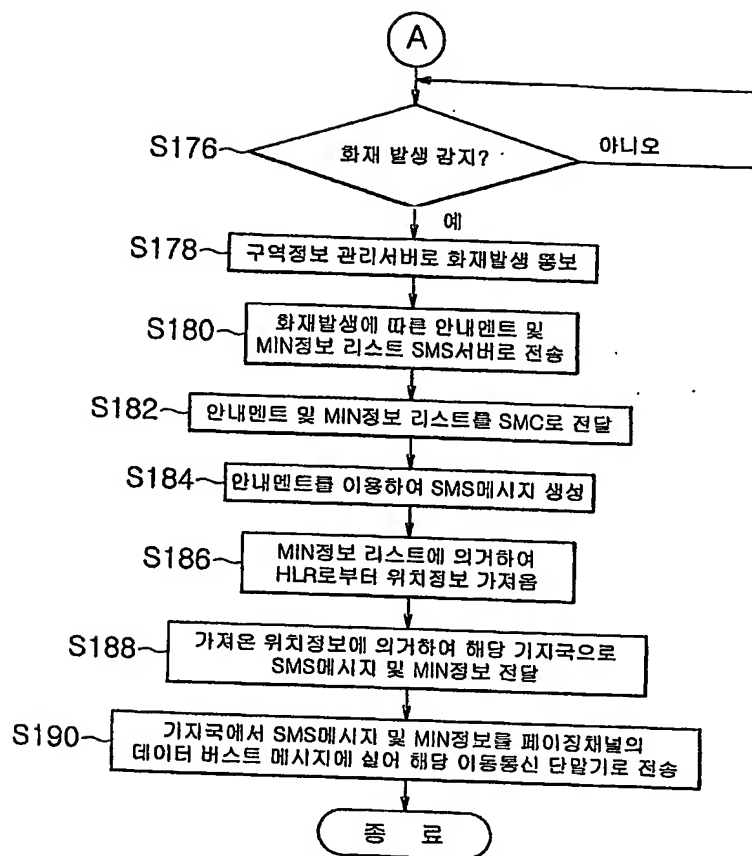 A
S176
화재 발생 감지?
아니오
예
S178
구역정보 관리서버로 화재발생 통보
S180
화재발생에 따른 안내멘트 및
MIN정보 리스트 SMS서버로 전송
S182
안내멘트 및 MIN정보 리스트를 SMC로 전달
S184
안내멘트를 이용하여 SMS메시지 생성
S186
MIN정보 리스트에 의거하여
HLR로부터 위치정보 가져옴
S188
가져온 위치정보에 의거하여 해당 기지국으로
SMS메시지 및 MIN정보 전달
S190
기지국에서 SMS메시지 및 MIN정보를 페이징채널의
데이터 버스트 메시지에 실어 해당 이동통신 단말기로 전송
종 료